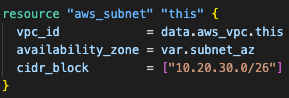 resource "aws_subnet" "this" {
  vpc_id            = data.aws_vpc.this
  availability_zone = var.subnet_az
  cidr_block        = ["10.20.30.0/26"]
}